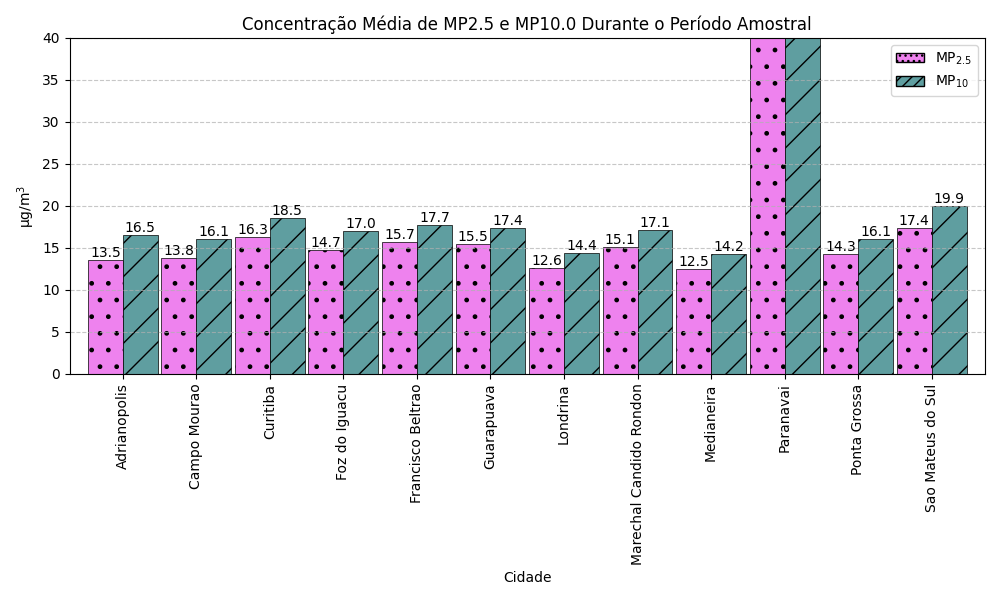 Concentração Média de MP2.5 e MP10.0 Durante o Período Amostral
MP2.5
MP10
µg/m³
40
35
30
25
20
15
10
5
0
13.5
16.5
13.8
16.1
16.3
18.5
14.7
17.0
15.7
17.7
15.5
17.4
12.6
14.4
15.1
17.1
12.5
14.2
14.3
16.1
17.4
19.9
Adrianopolis
Campo Mourao
Curitiba
Foz do Iguacu
Francisco Beltrao
Guarapuava
Londrina
Marechal Candido Rondon
Medianeira
Paranavai
Ponta Grossa
Sao Mateus do Sul
Cidade